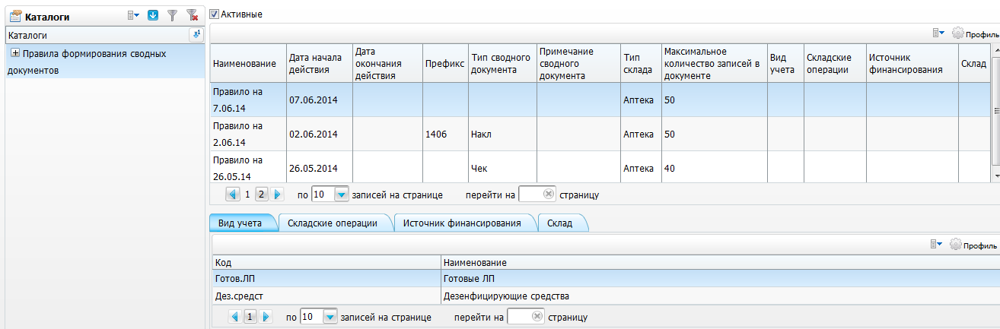 Каталоги
Каталоги
Правила формирования сводных
документов
Активные
Профиль
Наименование
Дата начала
действия
Дата
окончания
действия
Префикс
Тип сводного
документа
Примечание
сводного
документа
Тип
склада
Максимальное
количество записей в
документе
Вид
учета
Складские
операции
Источник
финансирования
Склад
Правило на
7.06.14
07.06.2014
Аптека
50
Правило на
2.06.14
02.06.2014
1406
Накл
Аптека
50
Правило на
26.05.14
26.05.2014
Чек
Аптека
40
1 2 по 10 записей на странице перейти на страницу
Вид учета Складские операции Источник финансирования Склад
Профиль
Код Наименование
Готов.ЛП Готовые ЛП
Дез.средст Дезенфицирующие средства
1 по 10 записей на странице перейти на страницу